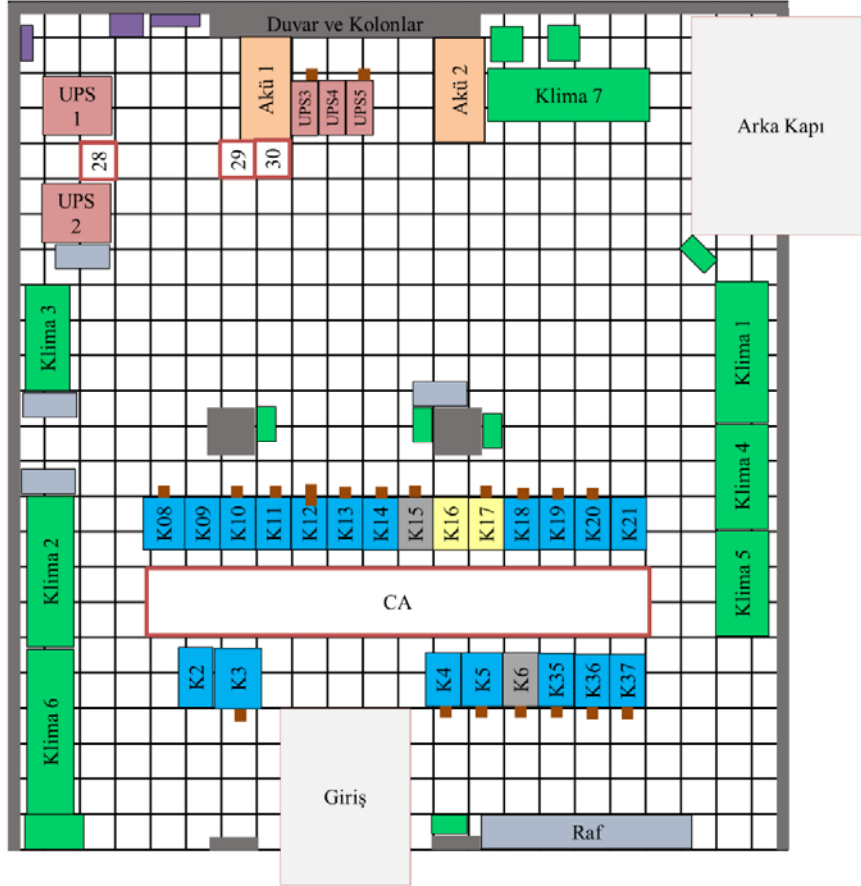 Duvar ve Kolonlar
UPS
1
Akü 1
UPS3
UPS4
UPS5
Akü 2
Klima 7
Arka Kapı
28
29
30
UPS
2
Klima 3
Klima 1
Klima 4
K08
K09
K10
K11
K12
K13
K14
K15
K16
K17
K18
K19
K20
K21
Klima 2
CA
Klima 5
K2
K3
K4
K5
K6
K35
K36
K37
Klima 6
Giriş
Raf